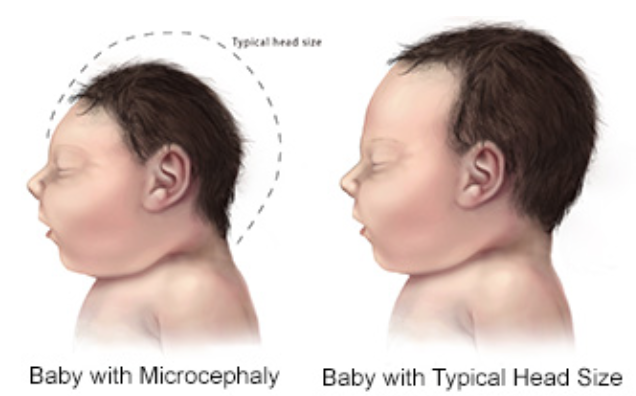 Typical head size
Baby with Microcephaly
Baby with Typical Head Size